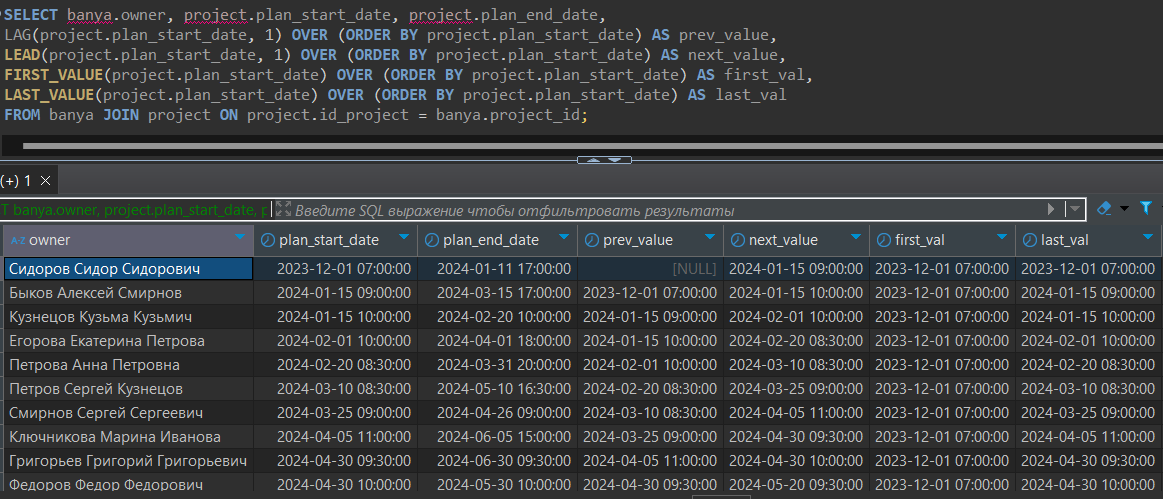 SELECT banya.owner, project.plan_start_date, project.plan_end_date,
LAG(project.plan_start_date, 1) OVER (ORDER BY project.plan_start_date) AS prev_value,
LEAD(project.plan_start_date, 1) OVER (ORDER BY project.plan_start_date) AS next_value,
FIRST_VALUE(project.plan_start_date) OVER (ORDER BY project.plan_start_date) AS first_val,
LAST_VALUE(project.plan_start_date) OVER (ORDER BY project.plan_start_date) AS last_val
FROM banya JOIN project ON project.id_project = banya.project_id;
(+) 1
T banya.owner, project.plan_start_date, p Введите SQL выражение чтобы отфильтровать результаты
A-Z owner plan_start_date plan_end_date prev_value next_value first_val last_val
Сидоров Сидор Сидорович 2023-12-01 07:00:00 2024-01-11 17:00:00 [NULL] 2024-01-15 09:00:00 2023-12-01 07:00:00 2023-12-01 07:00:00
Быков Алексей Смирнов 2024-01-15 09:00:00 2024-03-15 17:00:00 2023-12-01 07:00:00 2024-01-15 10:00:00 2023-12-01 07:00:00 2024-01-15 09:00:00
Кузнецов Кузьма Кузьмич 2024-01-15 10:00:00 2024-02-20 10:00:00 2024-01-15 09:00:00 2024-02-01 10:00:00 2023-12-01 07:00:00 2024-01-15 10:00:00
Егорова Екатерина Петрова 2024-02-01 10:00:00 2024-04-01 18:00:00 2024-01-15 10:00:00 2024-02-20 08:30:00 2023-12-01 07:00:00 2024-02-01 10:00:00
Петрова Анна Петровна 2024-02-20 08:30:00 2024-03-31 20:00:00 2024-02-01 10:00:00 2024-03-10 08:30:00 2023-12-01 07:00:00 2024-02-20 08:30:00
Петров Сергей Кузнецов 2024-03-10 08:30:00 2024-05-10 16:30:00 2024-02-20 08:30:00 2024-03-25 09:00:00 2023-12-01 07:00:00 2024-03-10 08:30:00
Смирнов Сергей Сергеевич 2024-03-25 09:00:00 2024-04-26 09:00:00 2024-03-10 08:30:00 2024-04-05 11:00:00 2023-12-01 07:00:00 2024-03-25 09:00:00
Ключникова Марина Иванова 2024-04-05 11:00:00 2024-06-05 15:00:00 2024-03-25 09:00:00 2024-04-30 09:30:00 2023-12-01 07:00:00 2024-04-05 11:00:00
Григорьев Григорий Григорьевич 2024-04-30 09:30:00 2024-06-30 09:30:00 2024-04-05 11:00:00 2024-04-30 10:00:00 2023-12-01 07:00:00 2024-04-30 09:30:00
Федоров Федор Федорович 2024-04-30 10:00:00 2024-05-30 10:00:00 2024-04-30 09:30:00 2024-05-20 09:30:00 2023-12-01 07:00:00 2024-04-30 10:00:00